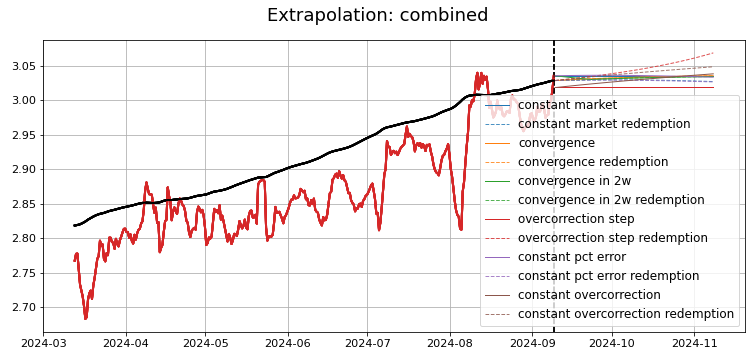 Extrapolation: combined
3.05
3.00
2.95
2.90
2.85
2.80
2.75
2.70
constant market
constant market redemption
convergence
convergence redemption
convergence in 2w
convergence in 2w redemption
overcorrection step
overcorrection step redemption
constant pct error
constant pct error redemption
constant overcorrection
constant overcorrection redemption
2024-03 2024-04 2024-05 2024-06 2024-07 2024-08 2024-09 2024-10 2024-11